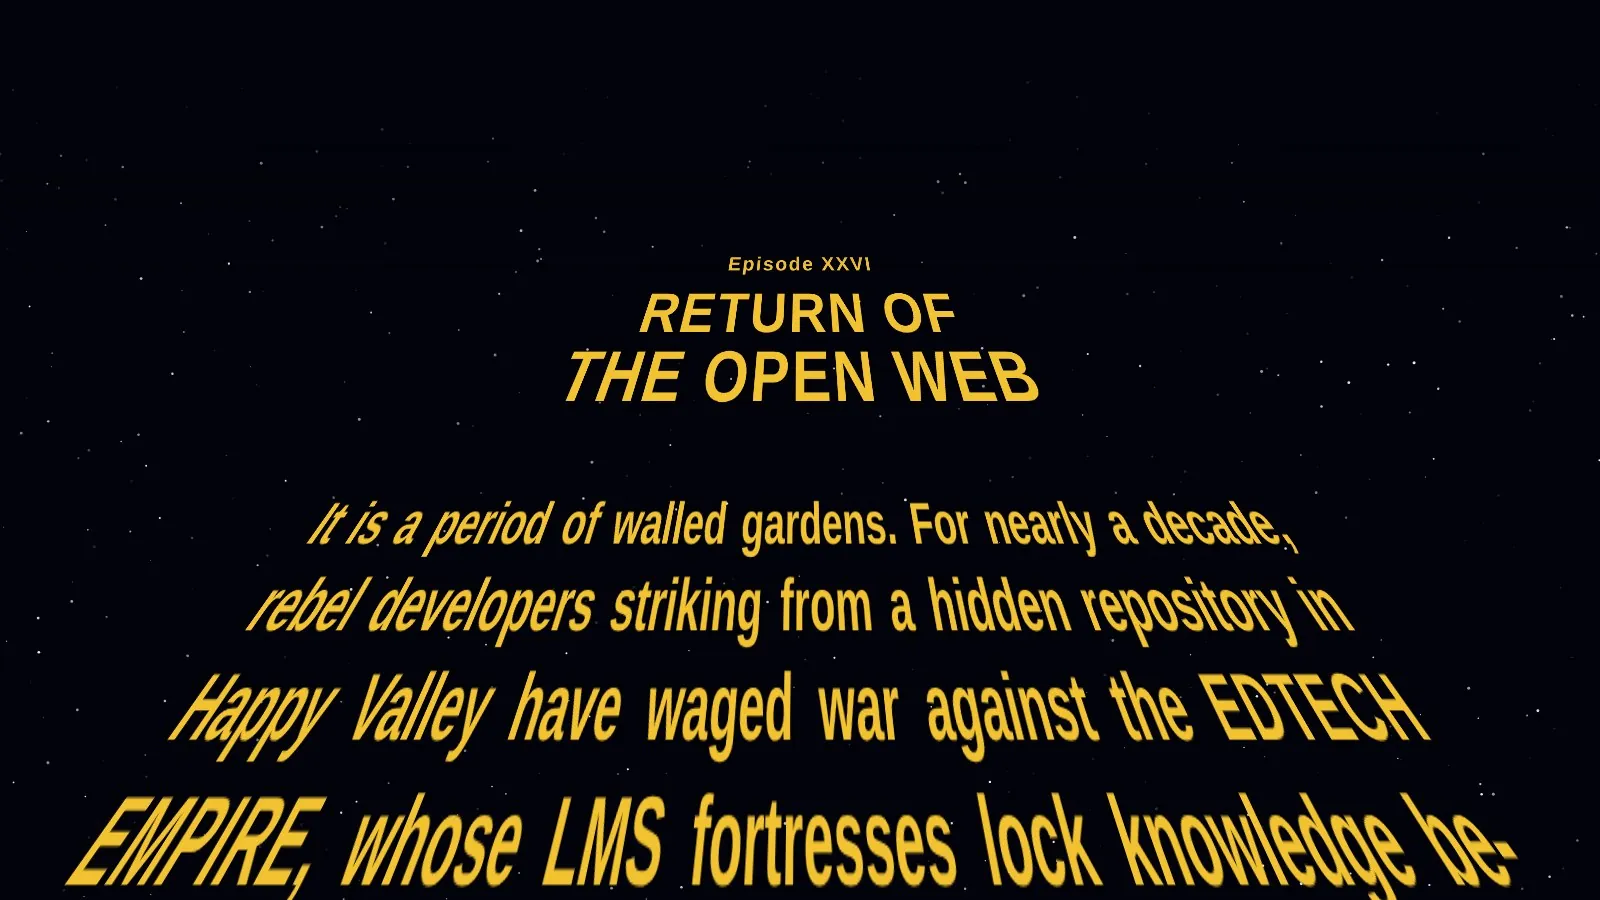 Episode XXVI
RETURN OF
THE OPEN WEB
It is a period of walled gardens. For nearly a decade,
rebel developers striking from a hidden repository in
Happy Valley have waged war against the EDTECH
EMPIRE, whose LMS fortresses lock knowledge be-